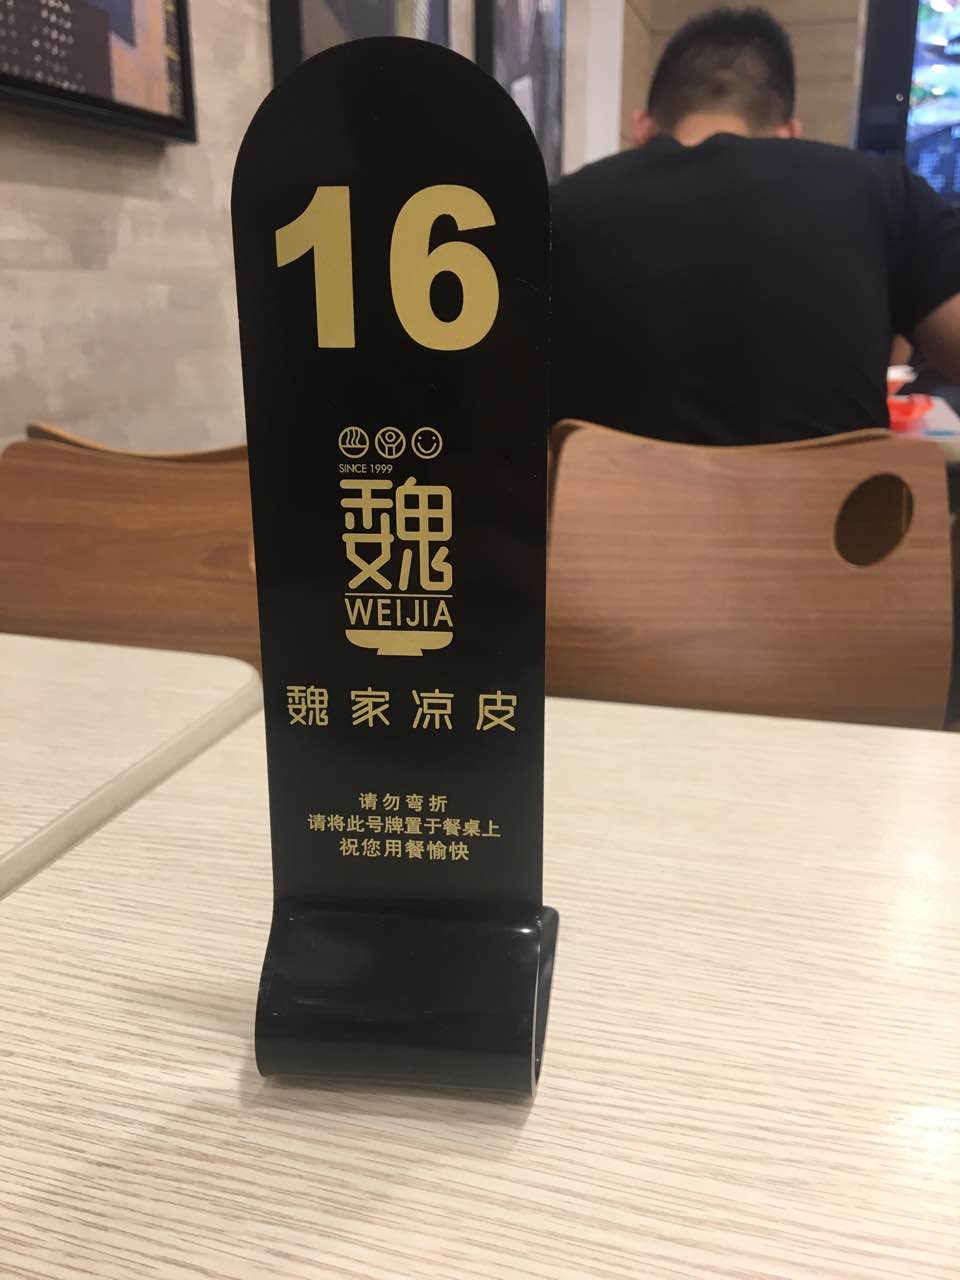 16
SINCE 1999
魏
WEIJIA
魏家凉皮
请勿弯折
请将此号牌置于餐桌上
祝您用餐愉快